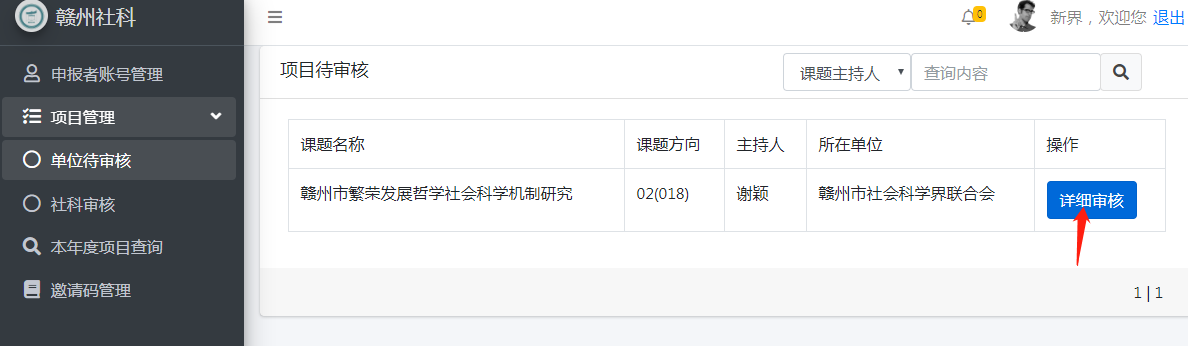 赣州社科
0
新界，欢迎您 退出
申报者账号管理
项目管理
单位待审核
社科审核
本年度项目查询
邀请码管理
项目待审核
课题主持人
查询内容
课题名称 课题方向 主持人 所在单位 操作
赣州市繁荣发展哲学社会科学机制研究 02(018) 谢颖 赣州市社会科学界联合会 详细审核
1 | 1